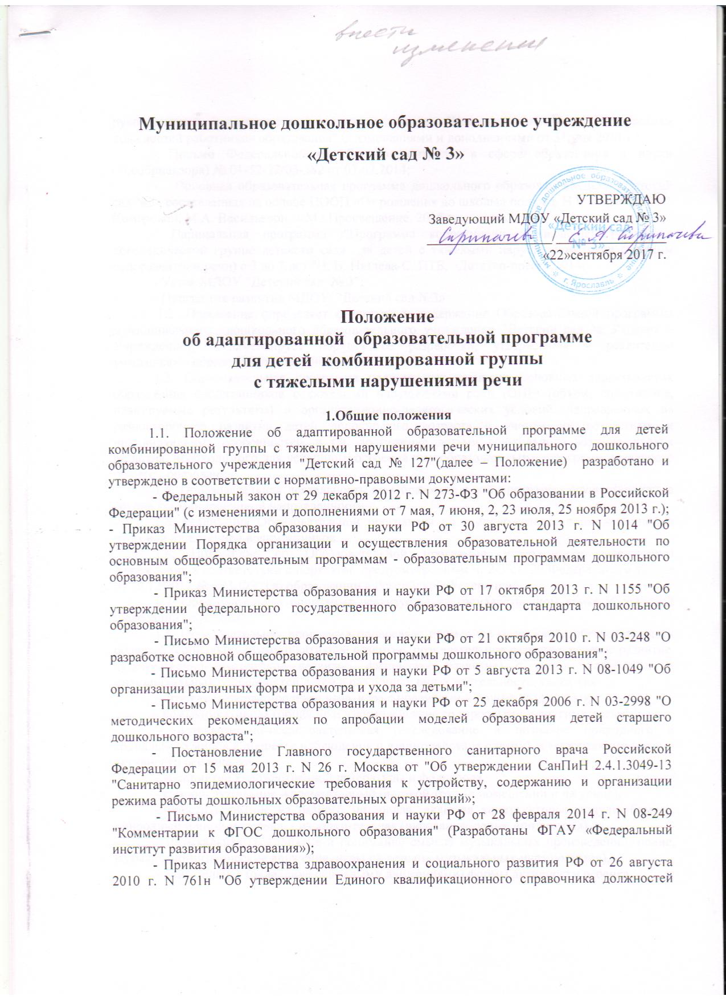 внести
изменения
Муниципальное дошкольное образовательное учреждение
«Детский сад № 3»
УТВЕРЖДАЮ
Заведующий МДОУ «Детский сад № 3»
/ Е. А.
«22»сентября 2017 г.
муниципальное дошкольное образовательное
«Детский сад
№ 3»
г. Ярославль
Положение
об адаптированной образовательной программе
для детей комбинированной группы
с тяжелыми нарушениями речи
1.Общие положения
1.1. Положение об адаптированной образовательной программе для детей
комбинированной группы с тяжелыми нарушениями речи муниципального дошкольного
образовательного учреждения "Детский сад № 127"(далее – Положение) разработано и
утверждено в соответствии с нормативно-правовыми документами:
- Федеральный закон от 29 декабря 2012 г. N 273-ФЗ "Об образовании в Российской
Федерации" (с изменениями и дополнениями от 7 мая, 7 июня, 2, 23 июля, 25 ноября 2013 г.);
- Приказ Министерства образования и науки РФ от 30 августа 2013 г. N 1014 "Об
утверждении Порядка организации и осуществления образовательной деятельности по
основным общеобразовательным программам - образовательным программам дошкольного
образования";
- Приказ Министерства образования и науки РФ от 17 октября 2013 г. N 1155 "Об
утверждении федерального государственного образовательного стандарта дошкольного
образования";
- Письмо Министерства образования и науки РФ от 21 октября 2010 г. N 03-248 "О
разработке основной общеобразовательной программы дошкольного образования";
- Письмо Министерства образования и науки РФ от 5 августа 2013 г. N 08-1049 "Об
организации различных форм присмотра и ухода за детьми";
- Письмо Министерства образования и науки РФ от 25 декабря 2006 г. N 03-2998 "О
методических рекомендациях по апробации моделей образования детей старшего
дошкольного возраста";
- Постановление Главного государственного санитарного врача Российской
Федерации от 15 мая 2013 г. N 26 г. Москва от "Об утверждении СанПиН 2.4.1.3049-13
"Санитарно эпидемиологические требования к устройству, содержанию и организации
режима работы дошкольных образовательных организаций»;
- Письмо Министерства образования и науки РФ от 28 февраля 2014 г. N 08-249
"Комментарии к ФГОС дошкольного образования" (Разработаны ФГАУ «Федеральный
институт развития образования»);
- Приказ Министерства здравоохранения и социального развития РФ от 26 августа
2010 г. N 761н "Об утверждении Единого квалификационного справочника должностей